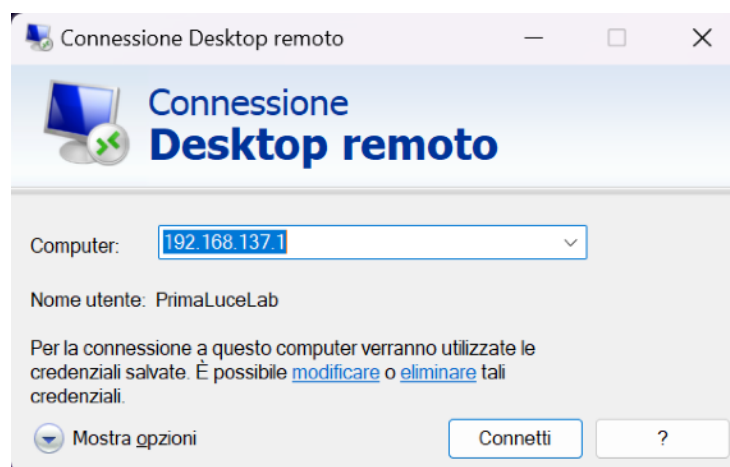 Connessione Desktop remoto
Connessione
Desktop remoto
Computer: 192.168.137.1
Nome utente: PrimaLuceLab
Per la connessione a questo computer verranno utilizzate le
credenziali salvate. È possibile modificare o eliminare tali
credenziali.
Mostra opzioni Connetti ?